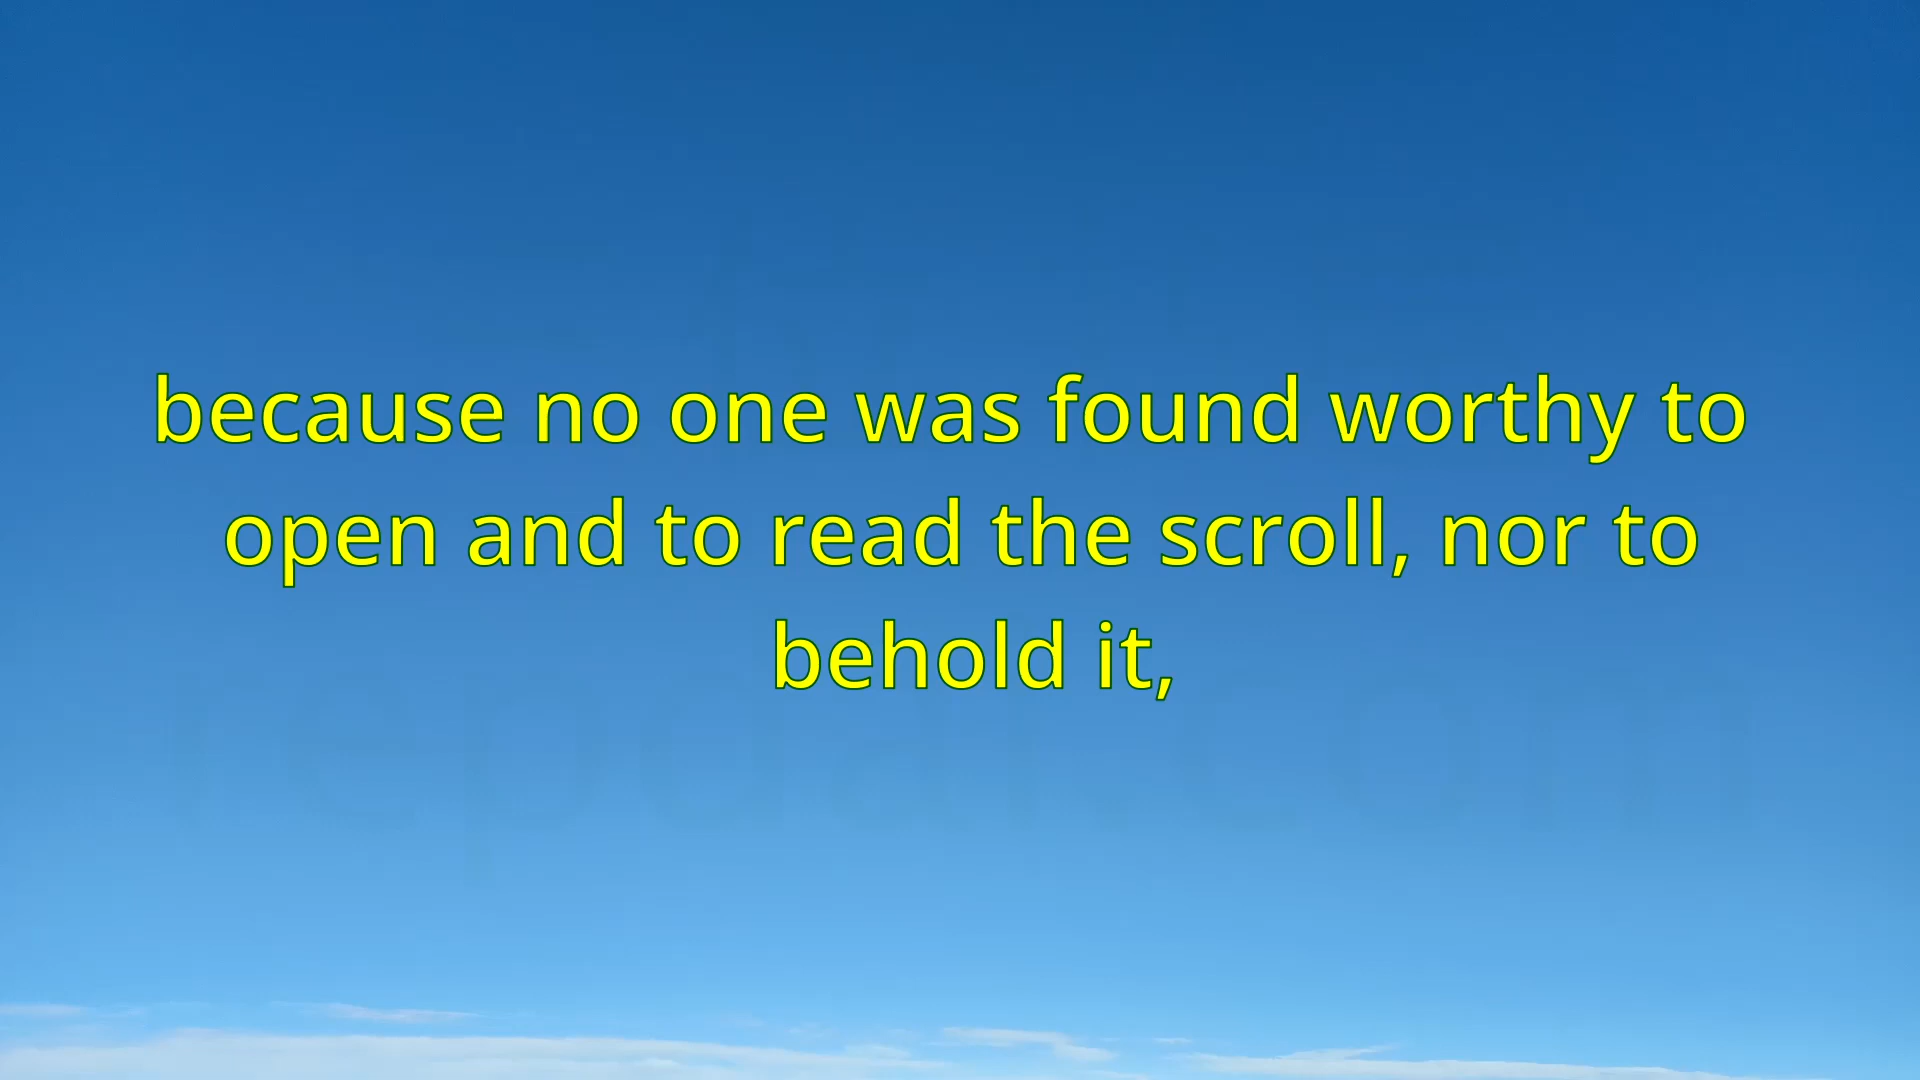 because no one was found worthy to
open and to read the scroll, nor to
behold it,